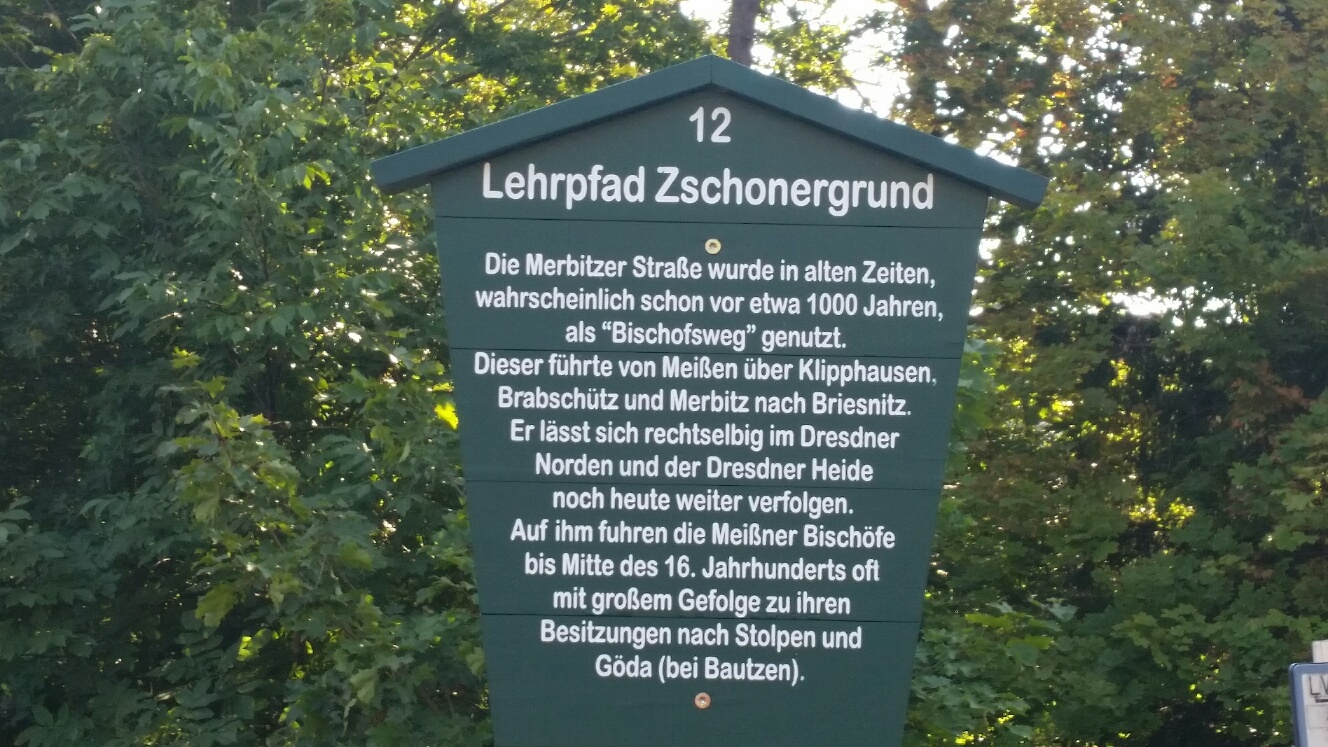 12
Lehrpfad Zschonergrund
Die Merbitzer Straße wurde in alten Zeiten,
wahrscheinlich schon vor etwa 1000 Jahren,
als “Bischofsweg” genutzt.
Dieser führte von Meißen über Klipphausen,
Brabschütz und Merbitz nach Briesnitz.
Er lässt sich rechtselbig im Dresdner
Norden und der Dresdner Heide
noch heute weiter verfolgen.
Auf ihm fuhren die Meißner Bischöfe
bis Mitte des 16. Jahrhunderts oft
mit großem Gefolge zu ihren
Besitzungen nach Stolpen und
Göda (bei Bautzen).